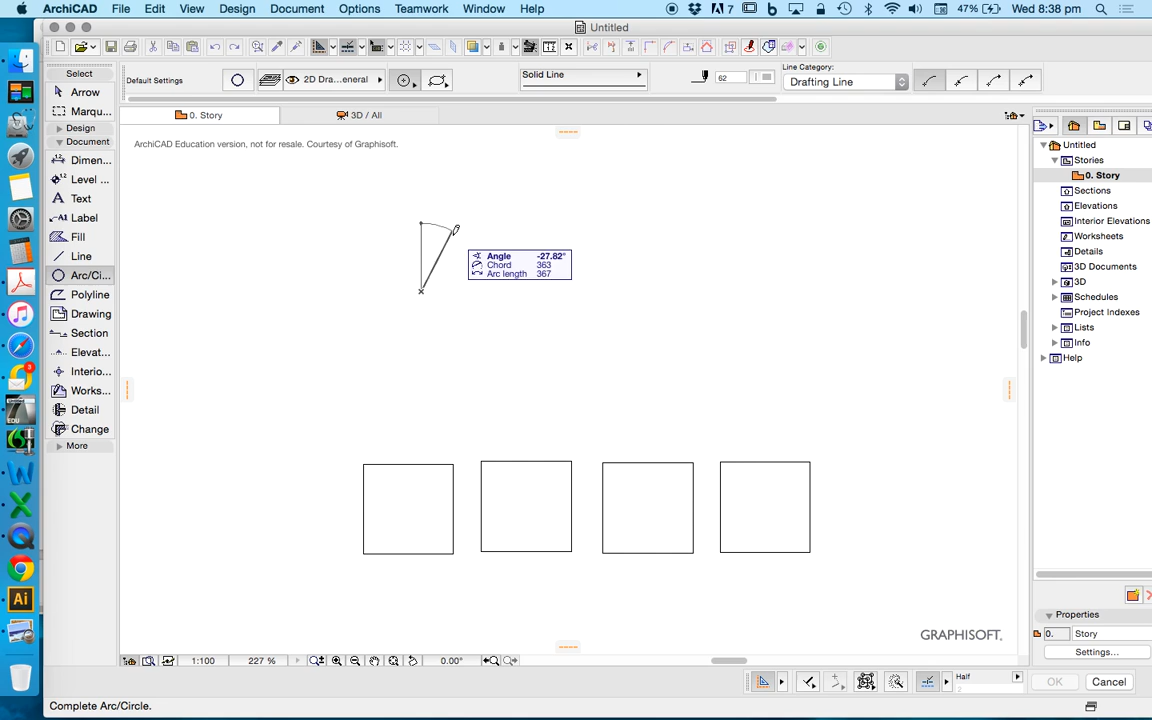 ArchiCAD File Edit View Design Document Options Teamwork Window Help 7 47% Wed 8:38 pm
Untitled
Select
Default Settings
2D Dra...eneral
Solid Line
62
Line Category:
Drafting Line
Arrow
Marqu...
Design
Document
Dimen...
Level ...
Text
Label
Fill
Line
Arc/Ci...
Polyline
Drawing
Section
Elevat...
Interio...
Works...
Detail
Change
More
0. Story
3D / All
ArchiCAD Education version, not for resale. Courtesy of Graphisoft.
Angle -27.82°
Chord 363
Arc length 367
GRAPHISOFT.
Untitled
Stories
0. Story
Sections
Elevations
Interior Elevations
Worksheets
Details
3D Documents
3D
Schedules
Project Indexes
Lists
Info
Help
Properties
0. Story
Settings...
1:100 227 % 0.00°
Half
2
OK Cancel
Complete Arc/Circle.
3
EDU
Ai